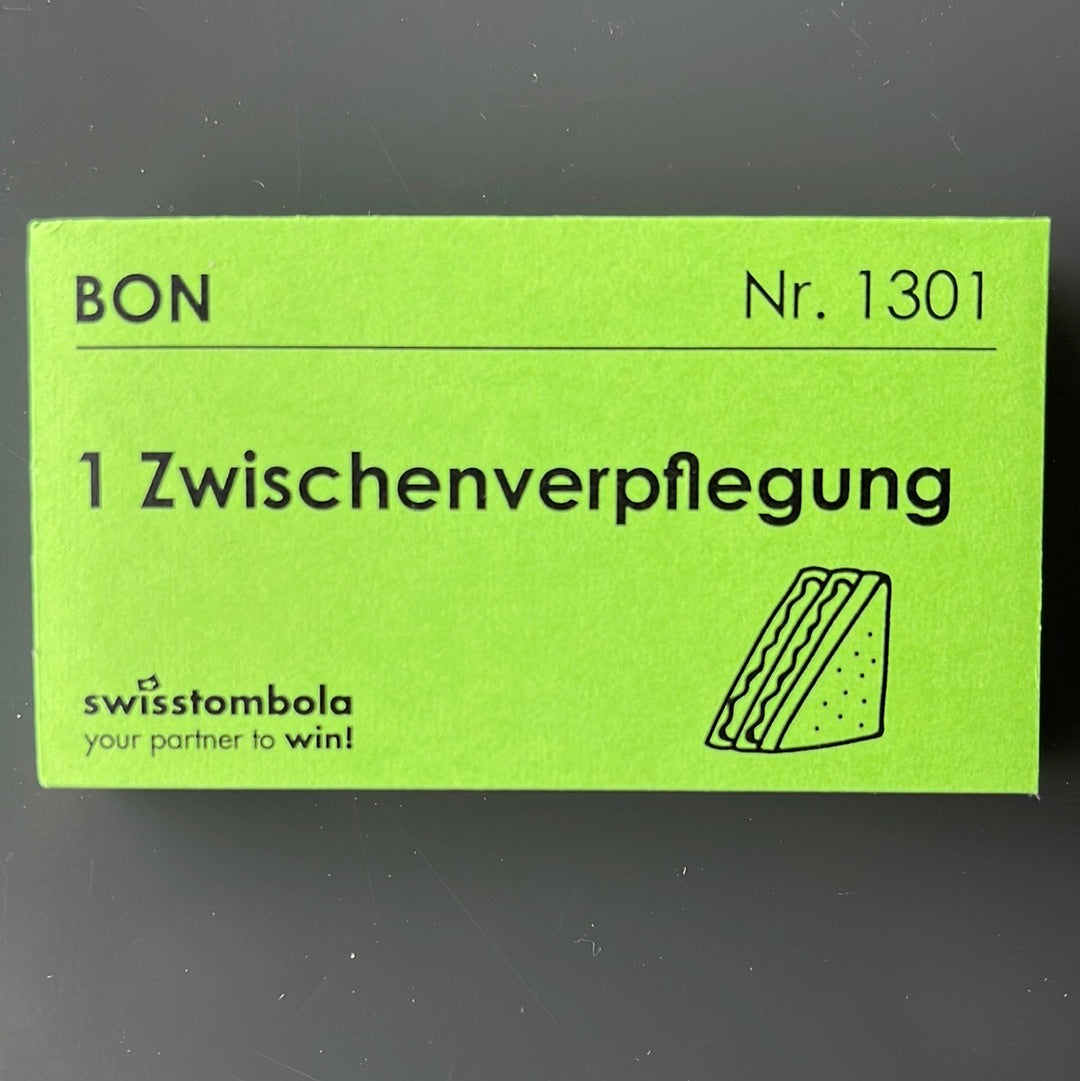 BON
Nr. 1301
1 Zwischenverpflegung
swisstombola
your partner to win!